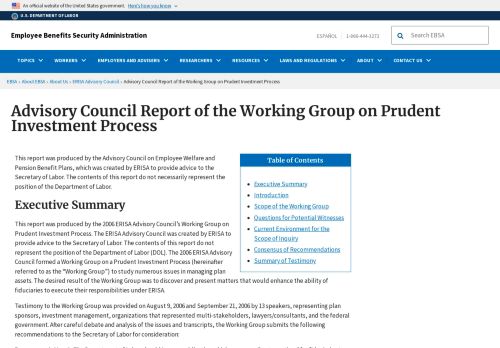 An official website of the United States government. Here's how you know
U.S. DEPARTMENT OF LABOR
Employee Benefits Security Administration
ESPAÑOL | 1-866-444-3272
Search EBSA
TOPICS WORKERS EMPLOYERS AND ADVISERS RESEARCHERS RESOURCES LAWS AND REGULATIONS ABOUT CONTACT US
EBSA > About EBSA > About Us > ERISA Advisory Council > Advisory Council Report of the Working Group on Prudent Investment Process
Advisory Council Report of the Working Group on Prudent
Investment Process
This report was produced by the Advisory Council on Employee Welfare and
Pension Benefit Plans, which was created by ERISA to provide advice to the
Secretary of Labor. The contents of this report do not necessarily represent the
position of the Department of Labor.
Table of Contents
Executive Summary
Introduction
Scope of the Working Group
Questions for Potential Witnesses
Current Environment for the
Scope of Inquiry
Consensus of Recommendations
Summary of Testimony
Executive Summary
This report was produced by the 2006 ERISA Advisory Council's Working Group on
Prudent Investment Process. The ERISA Advisory Council was created by ERISA to
provide advice to the Secretary of Labor. The contents of this report do not
represent the position of the Department of Labor (DOL). The 2006 ERISA Advisory
Council formed a Working Group on a Prudent Investment Process (hereinafter
referred to as the "Working Group") to study numerous issues in managing plan
assets. The desired result of the Working Group was to discover and present matters that would enhance the ability of
fiduciaries to execute their responsibilities under ERISA.
Testimony to the Working Group was provided on August 9, 2006 and September 21, 2006 by 13 speakers, representing plan
sponsors, investment management, organizations that represented multi-stakeholders, lawyers/consultants, and the federal
government. After careful debate and analysis of the issues and transcripts, the Working Group submits the following
recommendations to the Secretary of Labor for consideration: